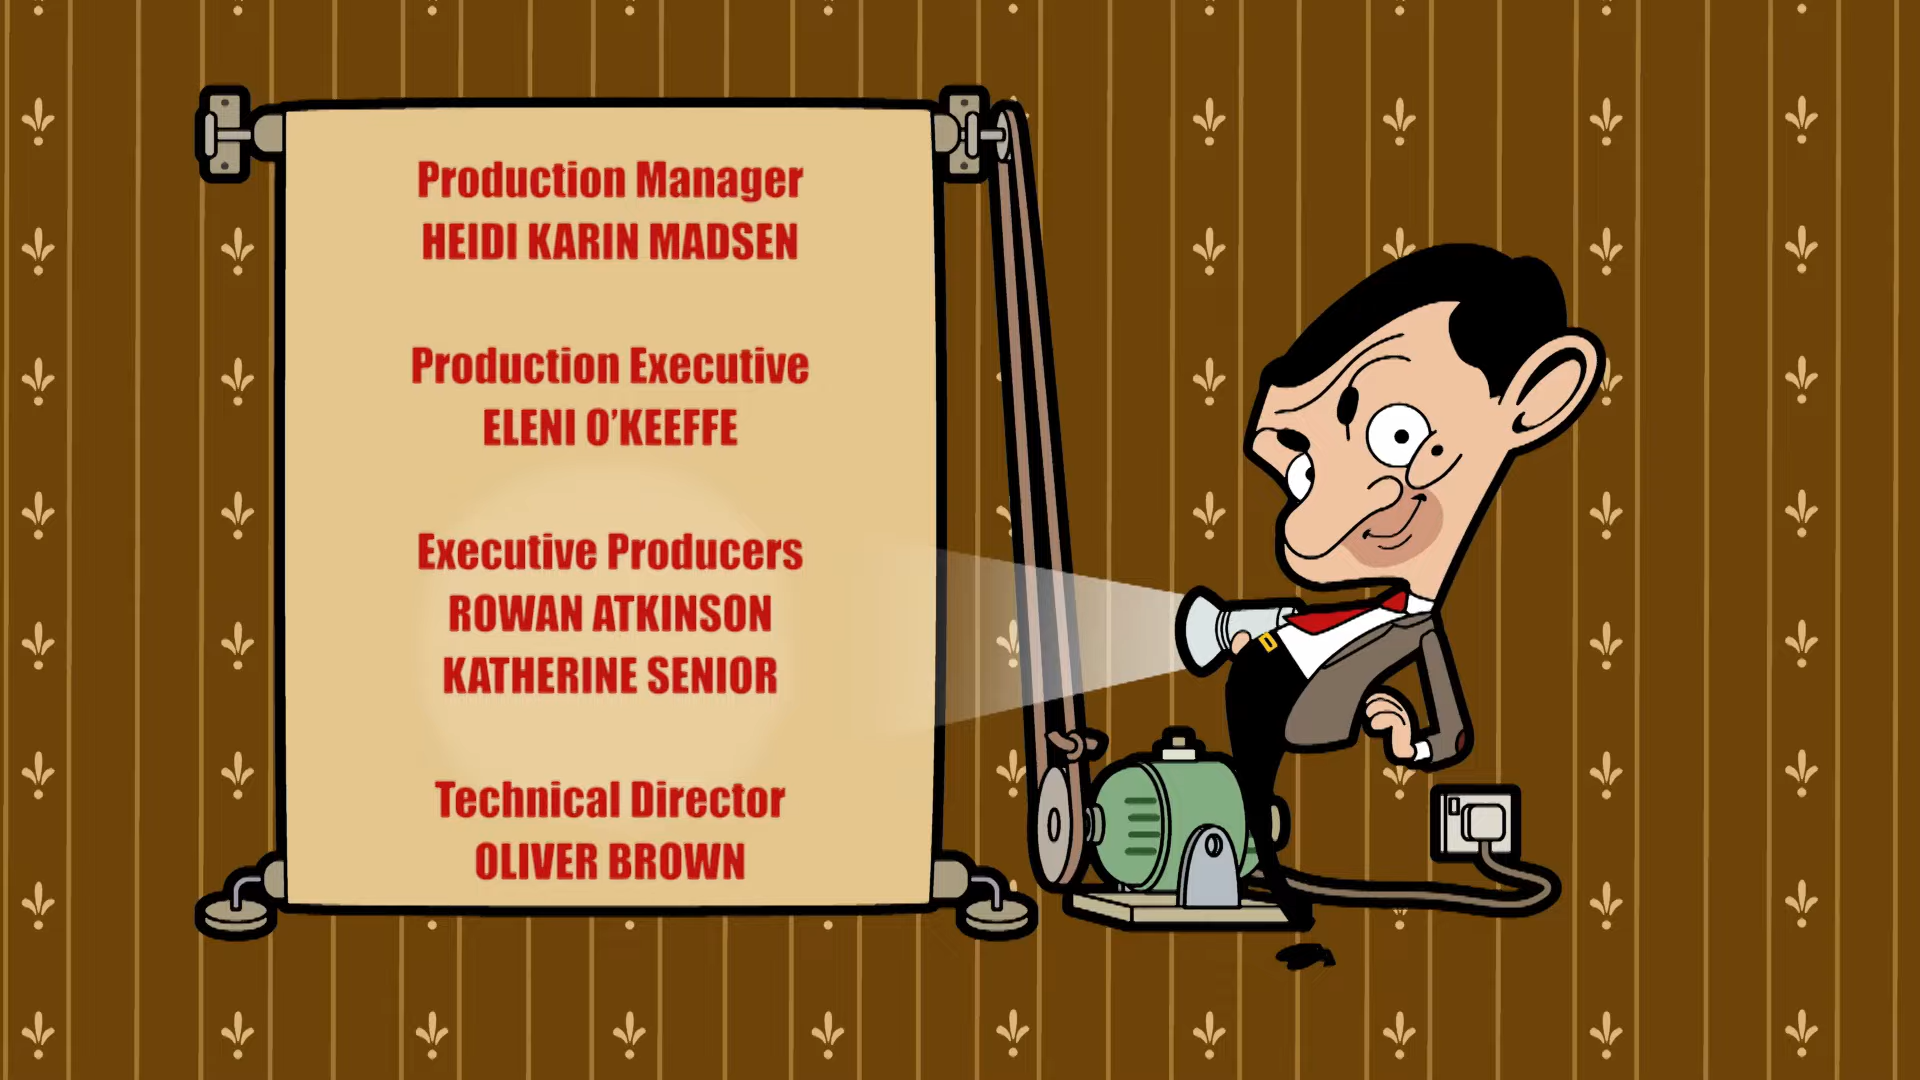 Production Manager
HEIDI KARIN MADSEN
Production Executive
ELENI O’KEEFFE
Executive Producers
ROWAN ATKINSON
KATHERINE SENIOR
Technical Director
OLIVER BROWN